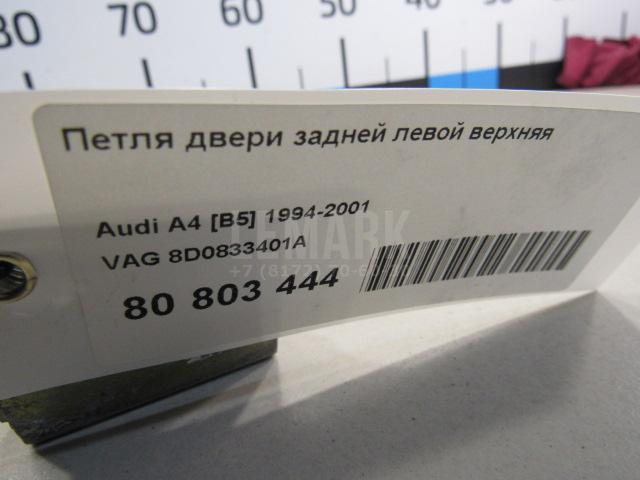 80 70 60 50
Петля двери задней левой верхняя
Audi A4 [B5] 1994-2001
DEMARK
VAG 8D0833401A
80 803 444